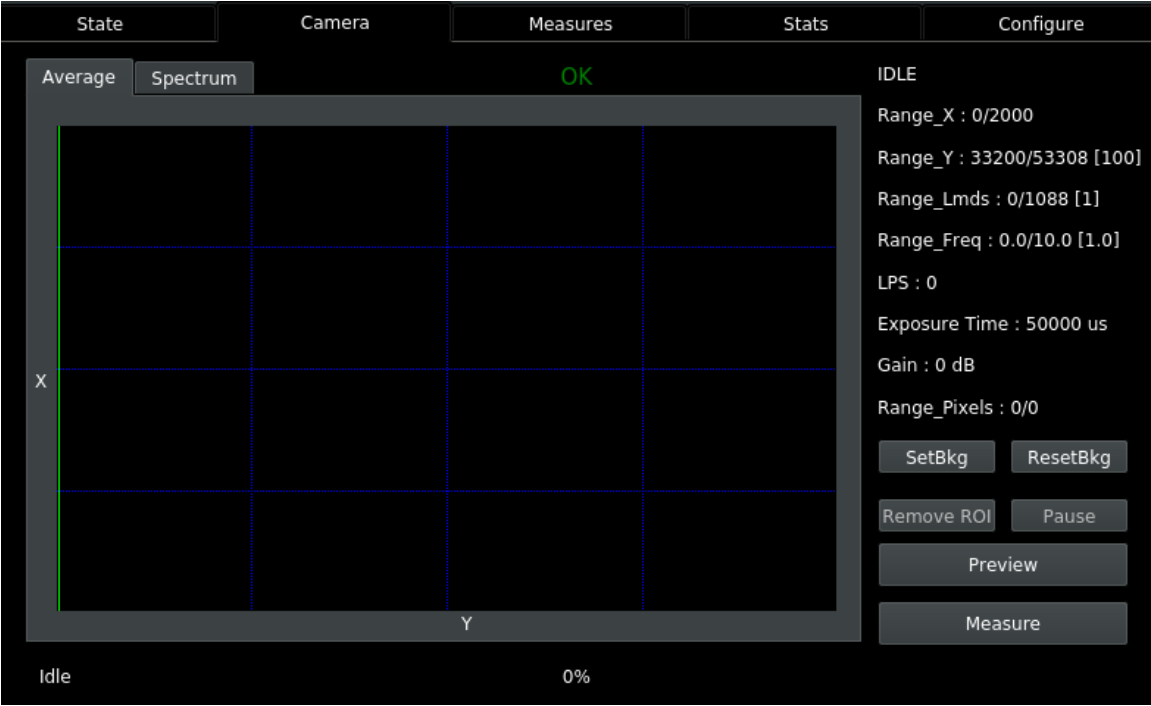 State Camera Measures Stats Configure
Average Spectrum OK
IDLE
Range_X : 0/2000
Range_Y : 33200/53308 [100]
Range_Lmds : 0/1088 [1]
Range_Freq : 0.0/10.0 [1.0]
LPS : 0
Exposure Time : 50000 us
Gain : 0 dB
X
Range_Pixels : 0/0
SetBkg ResetBkg
Remove ROI Pause
Preview
Measure
Y
Idle 0%